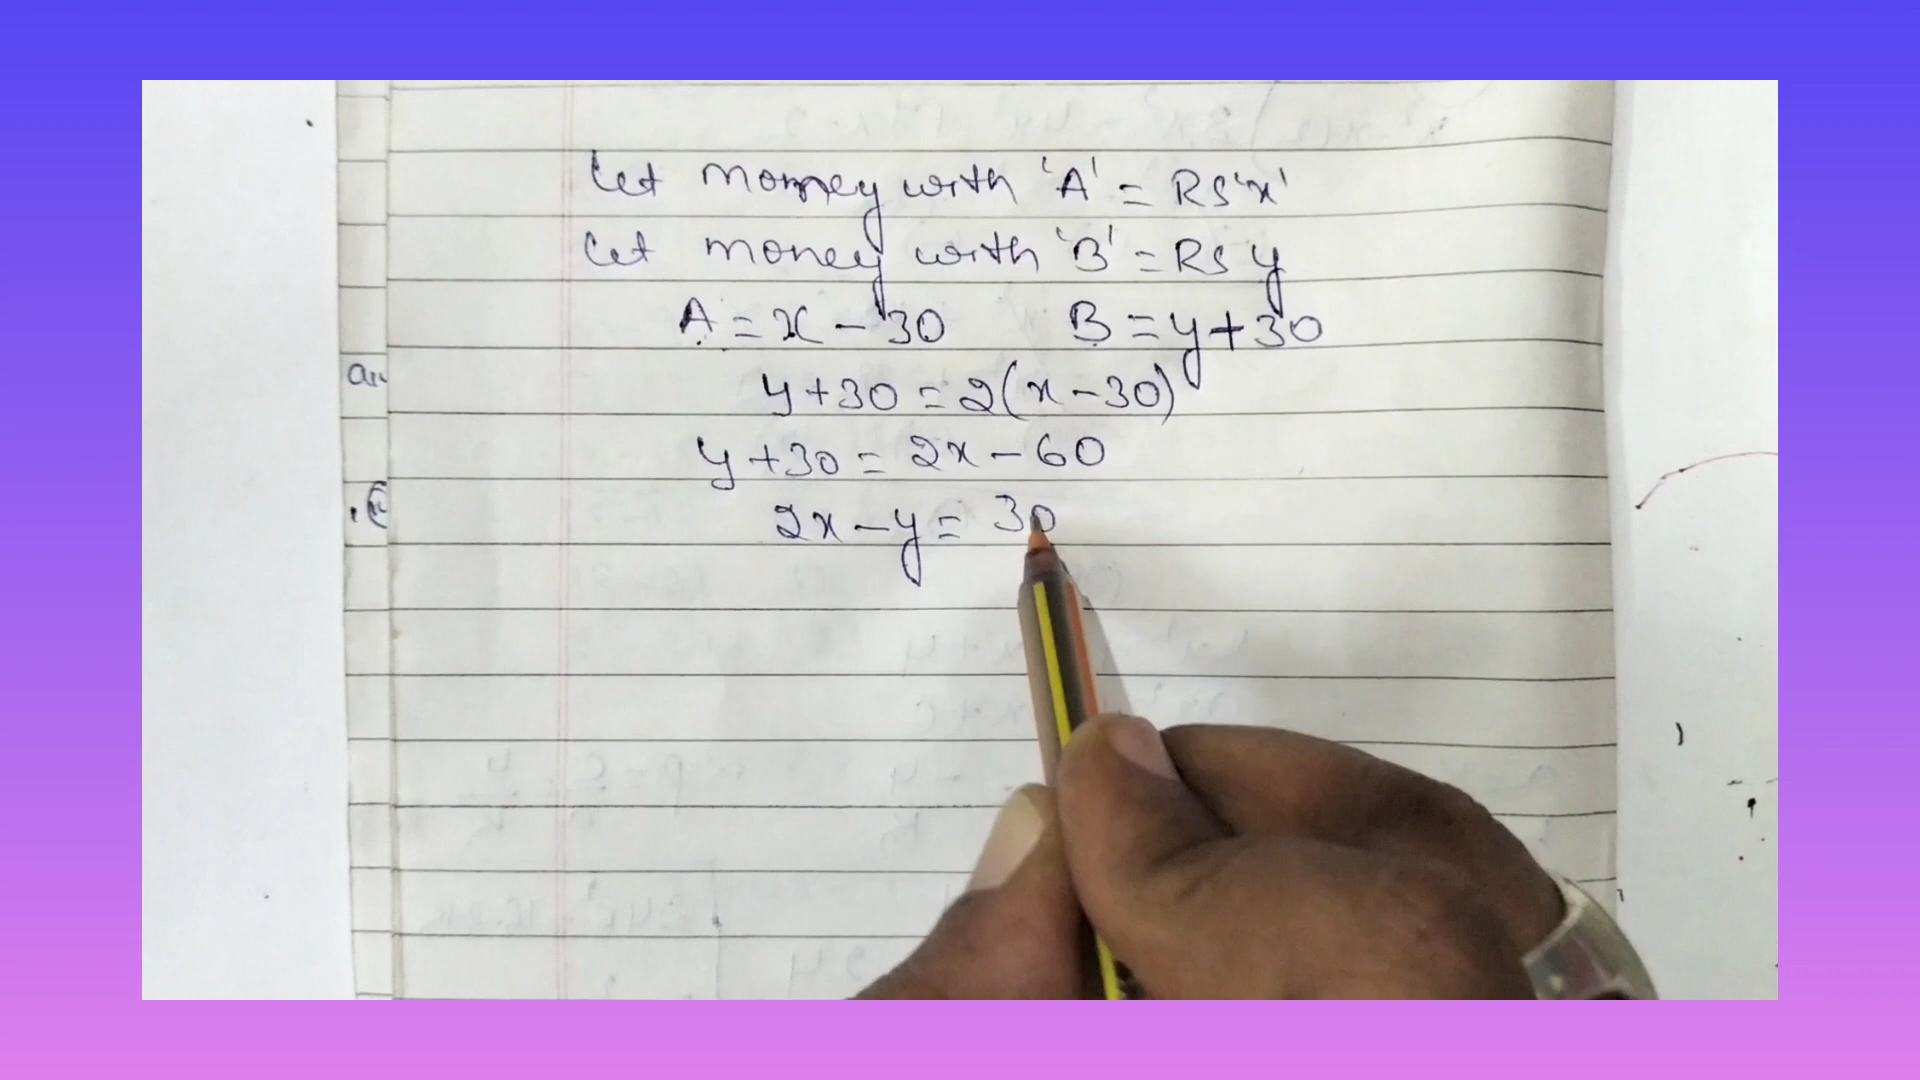 Let money with 'A' = RS 'x'
Let money with 'B' = RS y
A = x - 30 B = y + 30
y + 30 = 2(x - 30)
y + 30 = 2x - 60
2x - y = 30